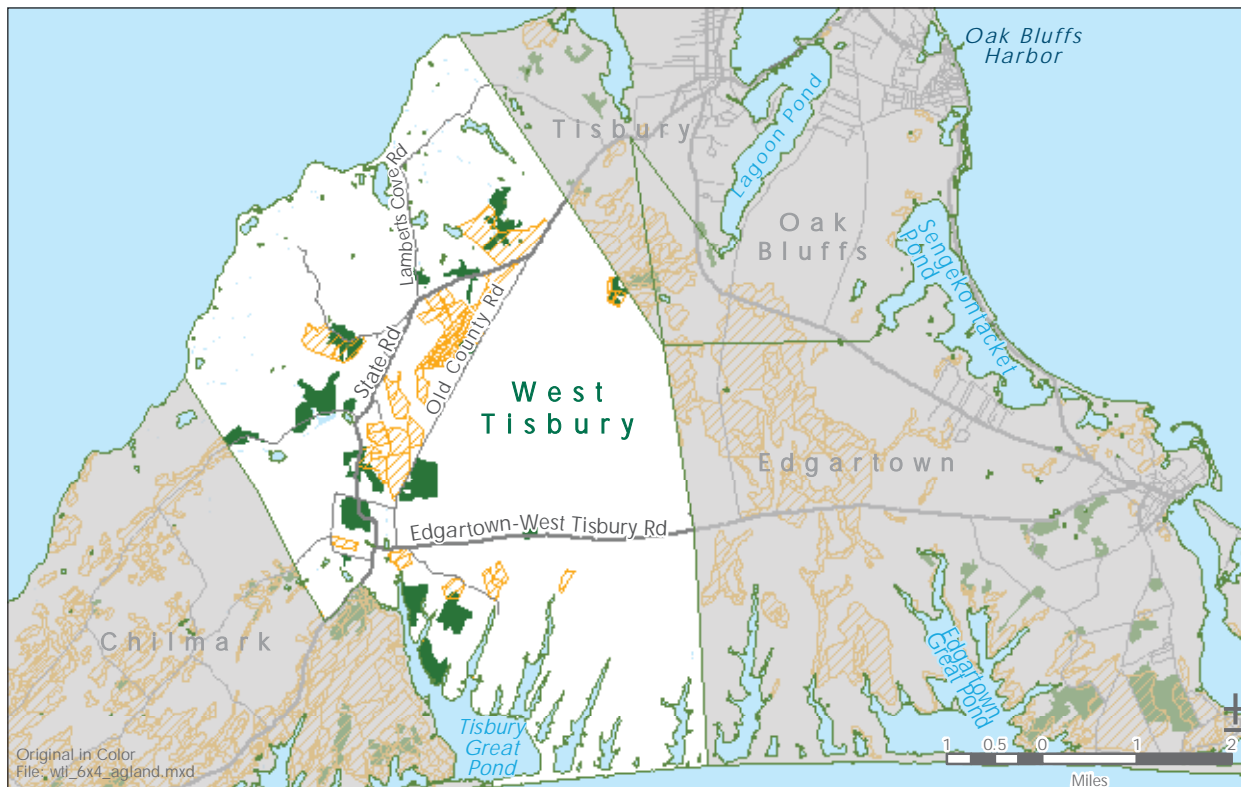 Oak Bluffs
Harbor
Tisbury
Lagoon Pond
Lamberts Cove Rd
Oak
Bluffs
Sengekontacket
Pond
State Rd
Old County Rd
West
Tisbury
Edgartown
Edgartown-West Tisbury Rd
Chilmark
Edgartown
Great Pond
Tisbury
Great
Pond
Original in Color
File: wti_6x4_agland.mxd
1 0.5 0 1 2
Miles